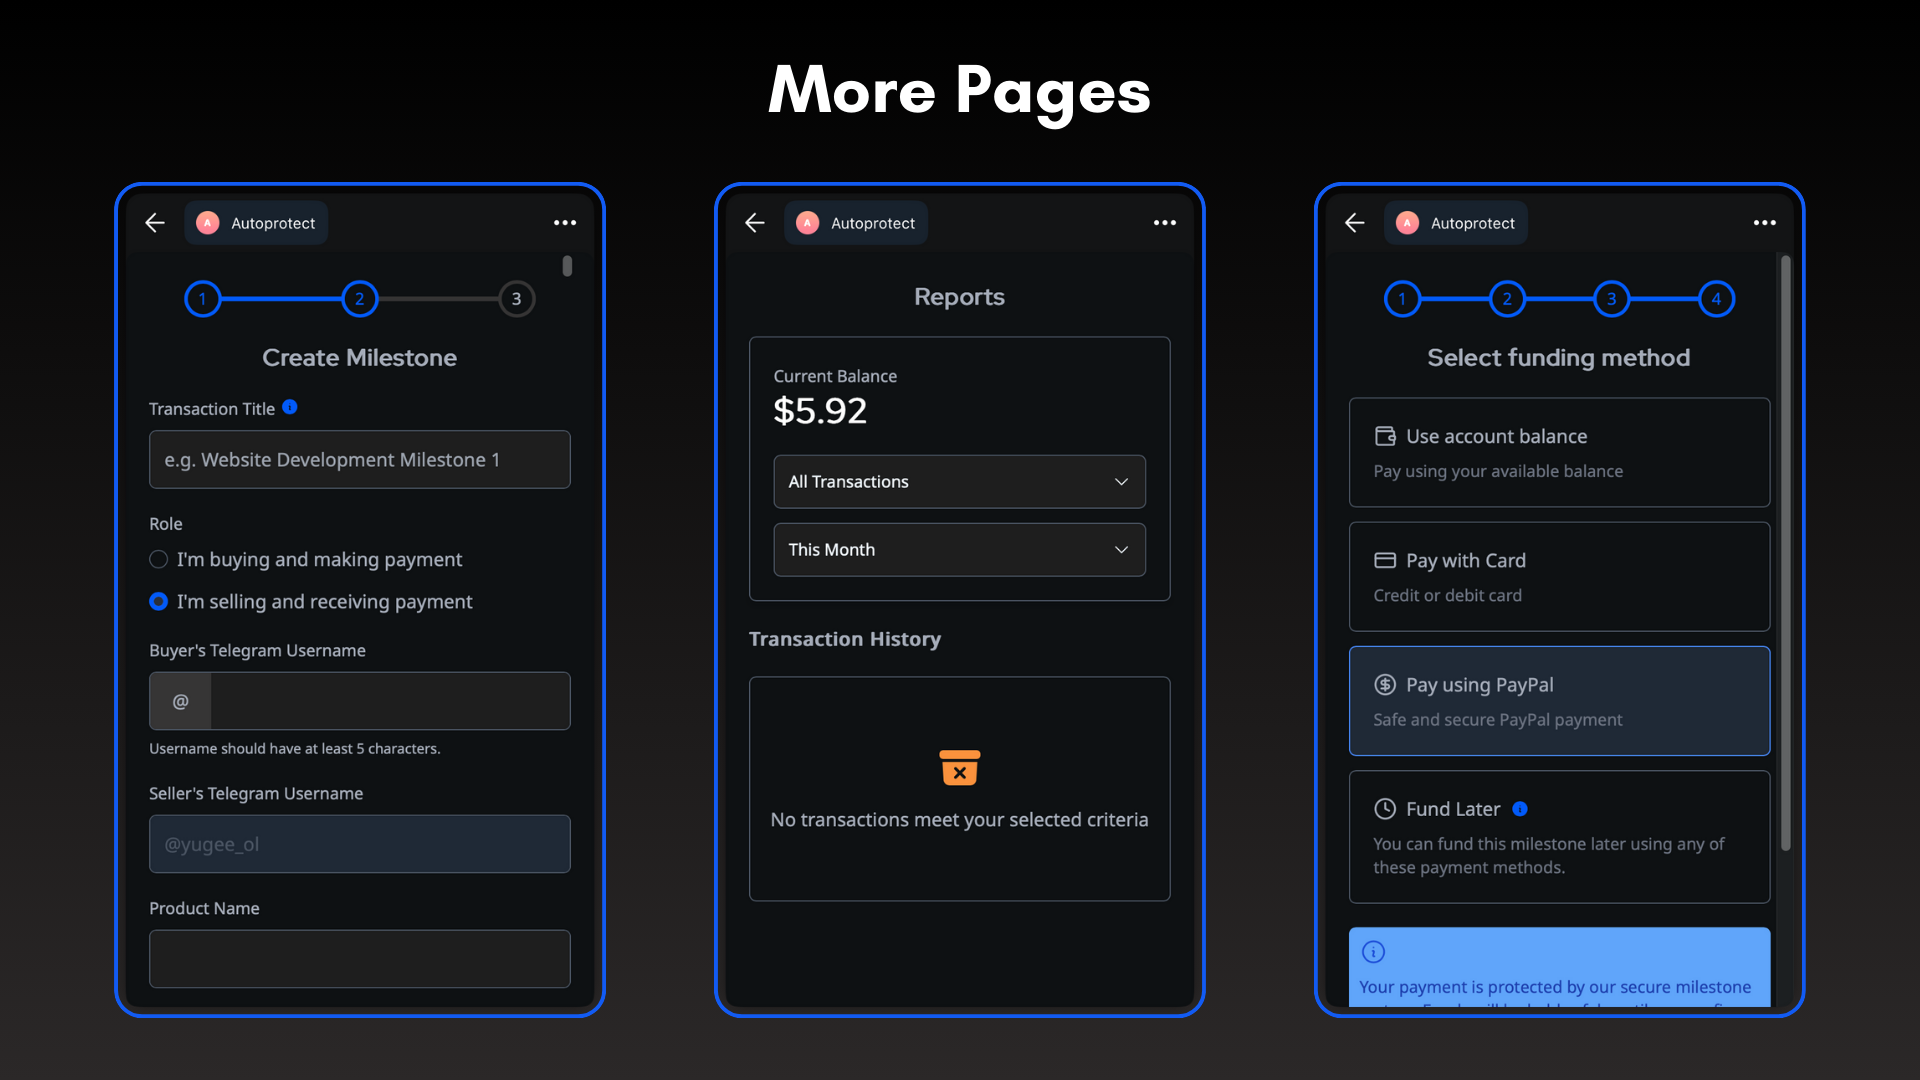 More Pages
A Autoprotect
1 2 3
Create Milestone
Transaction Title
e.g. Website Development Milestone 1
Role
I'm buying and making payment
I'm selling and receiving payment
Buyer's Telegram Username
@
Username should have at least 5 characters.
Seller's Telegram Username
@yugee_ol
Product Name
A Autoprotect
Reports
Current Balance
$5.92
All Transactions
This Month
Transaction History
No transactions meet your selected criteria
A Autoprotect
1 2 3 4
Select funding method
Use account balance
Pay using your available balance
Pay with Card
Credit or debit card
Pay using PayPal
Safe and secure PayPal payment
Fund Later
You can fund this milestone later using any of
these payment methods.
Your payment is protected by our secure milestone